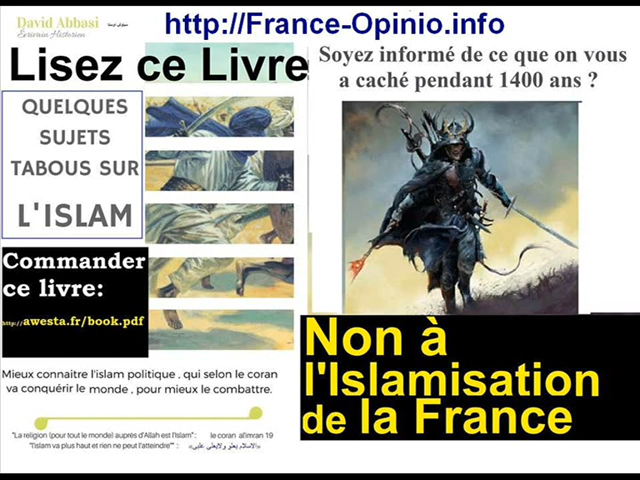 David Abbasi
Ecrivain Historien
http://France-Opinio.info
Lisez ce Livre
Soyez informé de ce que on vous
a caché pendant 1400 ans ?
QUELQUES
SUJETS
TABOUS SUR
L'ISLAM
Commander
ce livre:
http://awesta.fr/book.pdf
Non à
l'Islamisation
de la France
Mieux connaitre l'islam politique , qui selon le coran
va conquérir le monde , pour mieux le combattre.
"La religion (pour tout le monde) aupres d'Allah est l'Islam" : le coran alimran 19
"l'Islam va plus haut et rien ne peut l'atteindre"" :